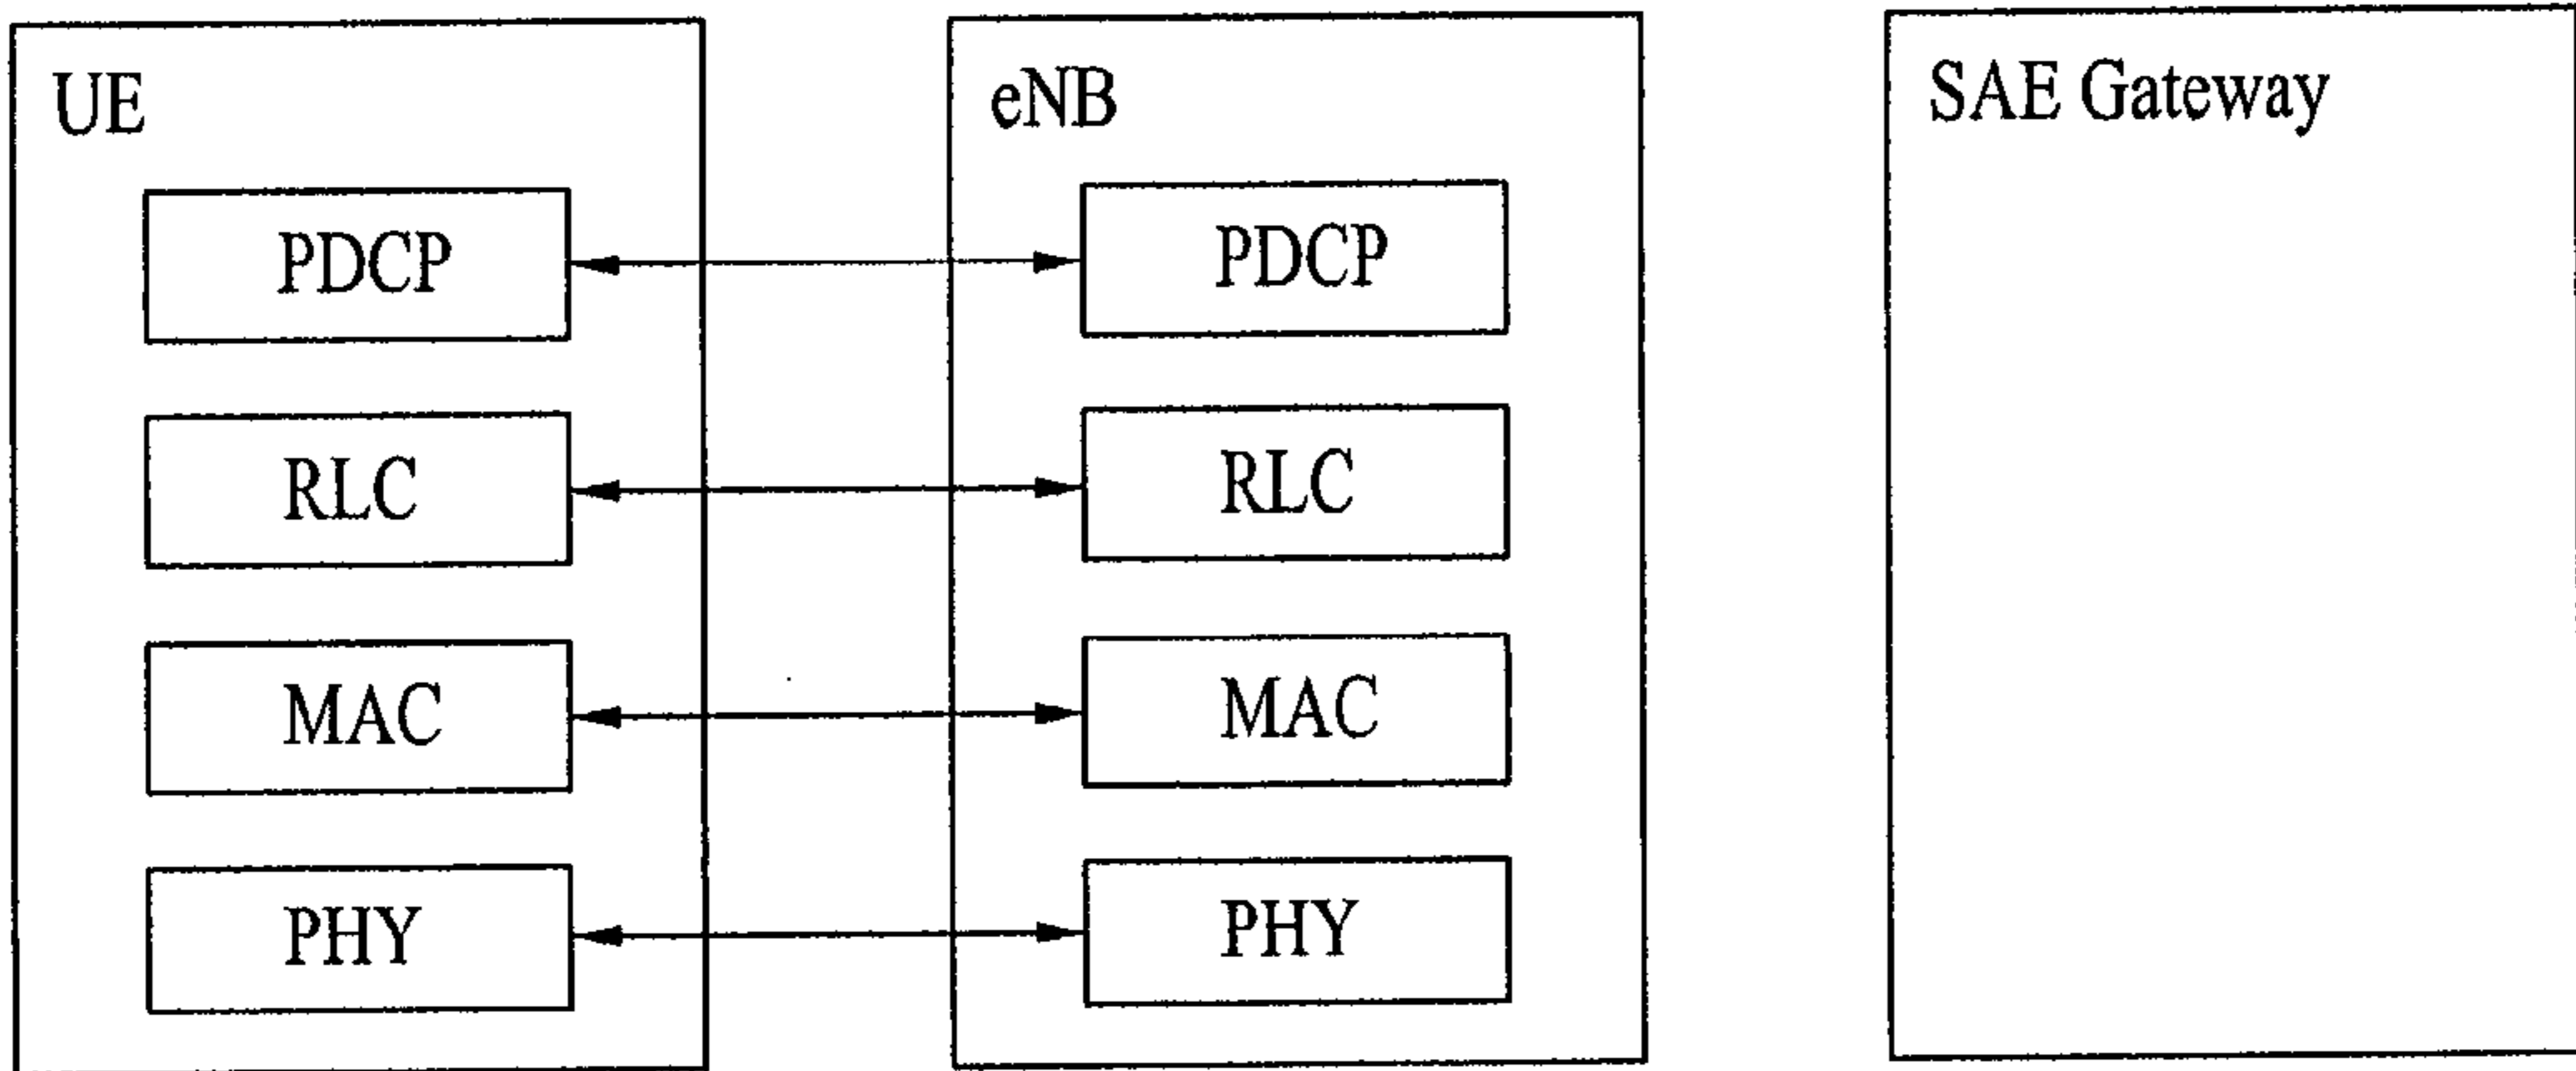 UE
eNB
SAE Gateway
PDCP
PDCP
RLC
RLC
MAC
MAC
PHY
PHY